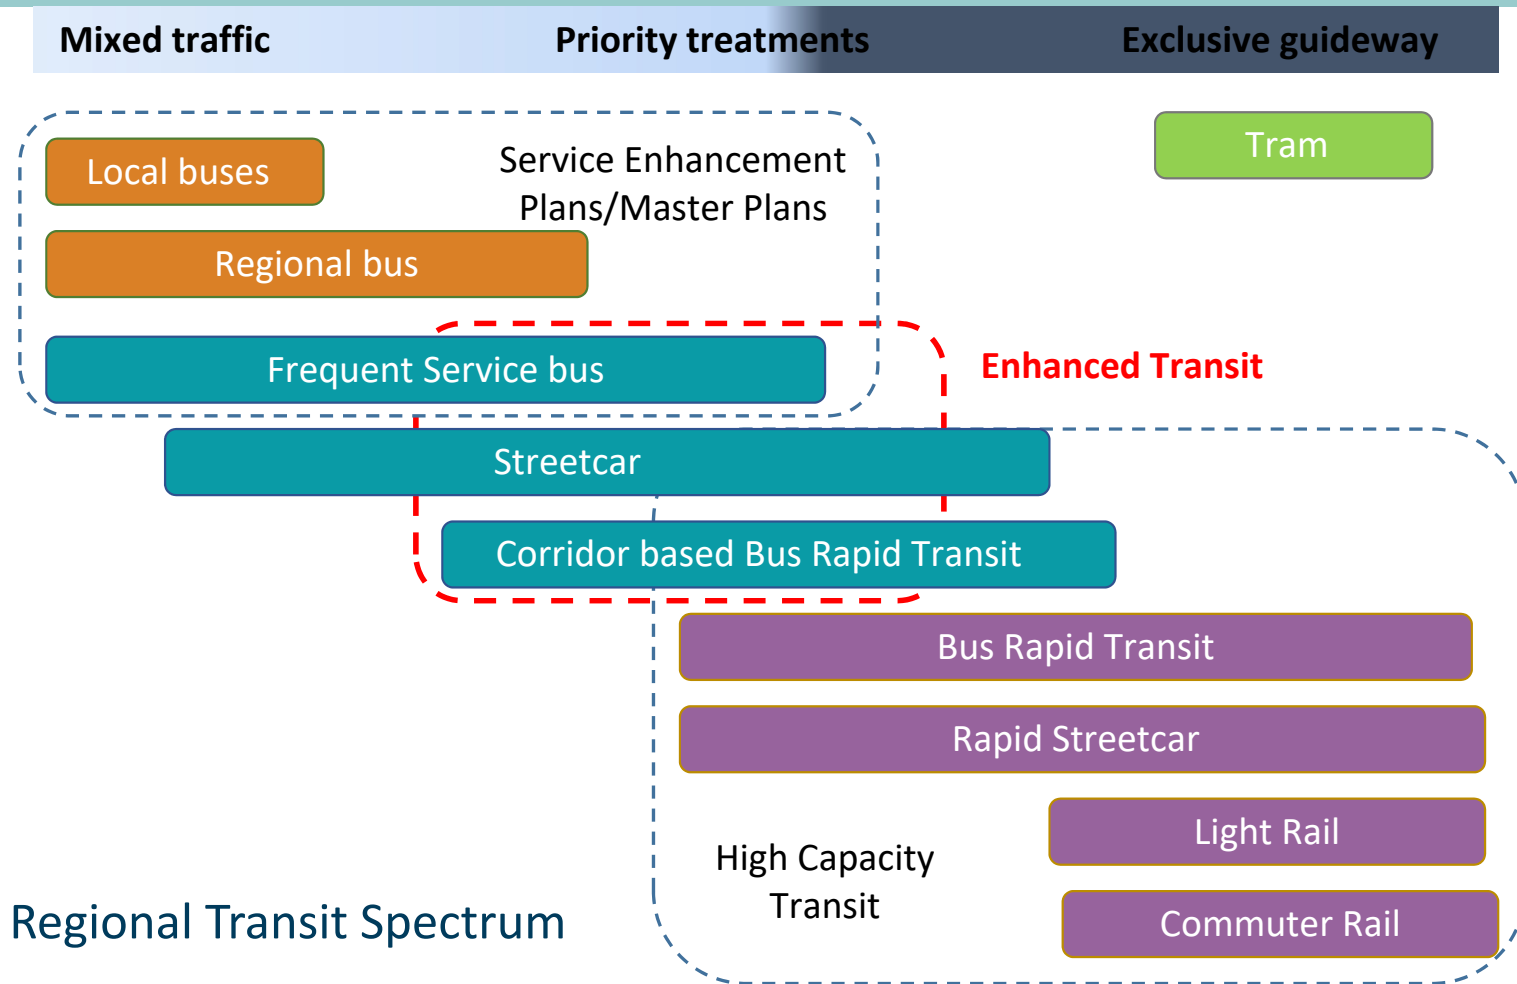 Mixed traffic Priority treatments Exclusive guideway
Local buses
Service Enhancement
Plans/Master Plans
Tram
Regional bus
Frequent Service bus
Enhanced Transit
Streetcar
Corridor based Bus Rapid Transit
Bus Rapid Transit
Rapid Streetcar
Light Rail
High Capacity
Transit
Commuter Rail
Regional Transit Spectrum